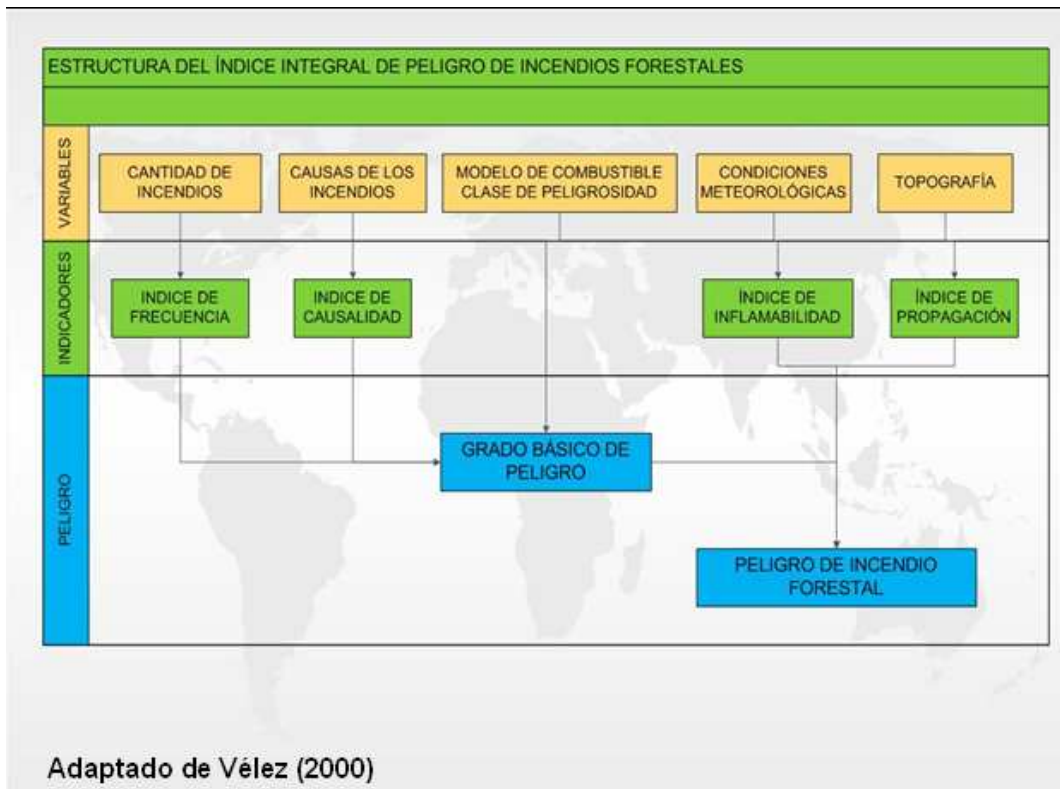 ESTRUCTURA DEL ÍNDICE INTEGRAL DE PELIGRO DE INCENDIOS FORESTALES
VARIABLES
CANTIDAD DE
INCENDIOS
CAUSAS DE LOS
INCENDIOS
MODELO DE COMBUSTIBLE
CLASE DE PELIGROSIDAD
CONDICIONES
METEOROLÓGICAS
TOPOGRAFÍA
INDICADORES
INDICE DE
FRECUENCIA
INDICE DE
CAUSALIDAD
ÍNDICE DE
INFLAMABILIDAD
ÍNDICE DE
PROPAGACIÓN
PELIGRO
GRADO BÁSICO DE
PELIGRO
PELIGRO DE INCENDIO
FORESTAL
Adaptado de Vélez (2000)